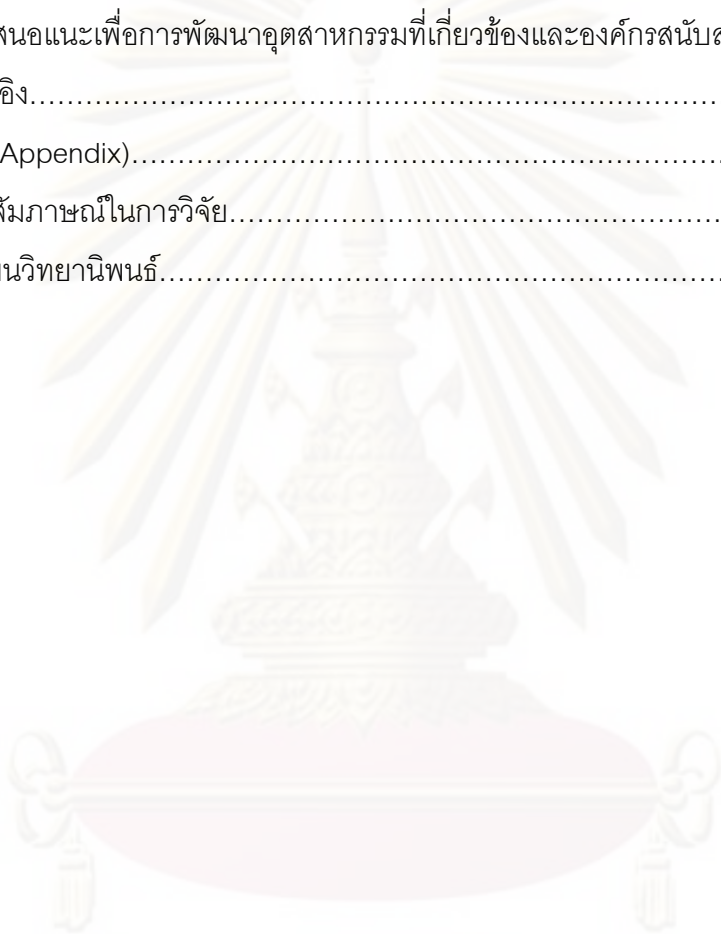 สนอแนะเพื่อการพัฒนาอุตสาหกรรมที่เกี่ยวข้องและองค์กรสนับส
อิง..........................................................................
Appendix)...............................................................
สัมภาษณ์ในการวิจัย....................................................
ยนวิทยานิพนธ์............................................................